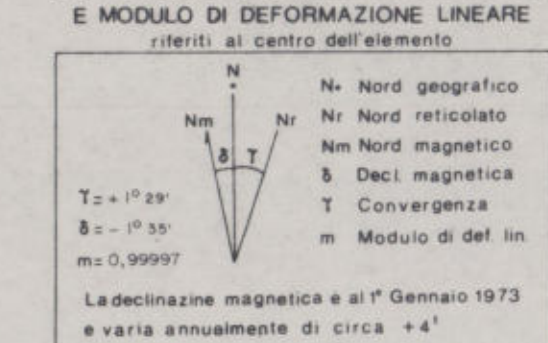 E MODULO DI DEFORMAZIONE LINEARE
riferiti al centro dell'elemento
N
Nm
Nr
δ γ
γ = + 1° 29'
δ = - 1° 35'
m = 0,99997
N• Nord geografico
Nr Nord reticolato
Nm Nord magnetico
δ Decl. magnetica
γ Convergenza
m Modulo di def. lin
La declinazine magnetica è al 1° Gennaio 1973
e varia annualmente di circa +4'